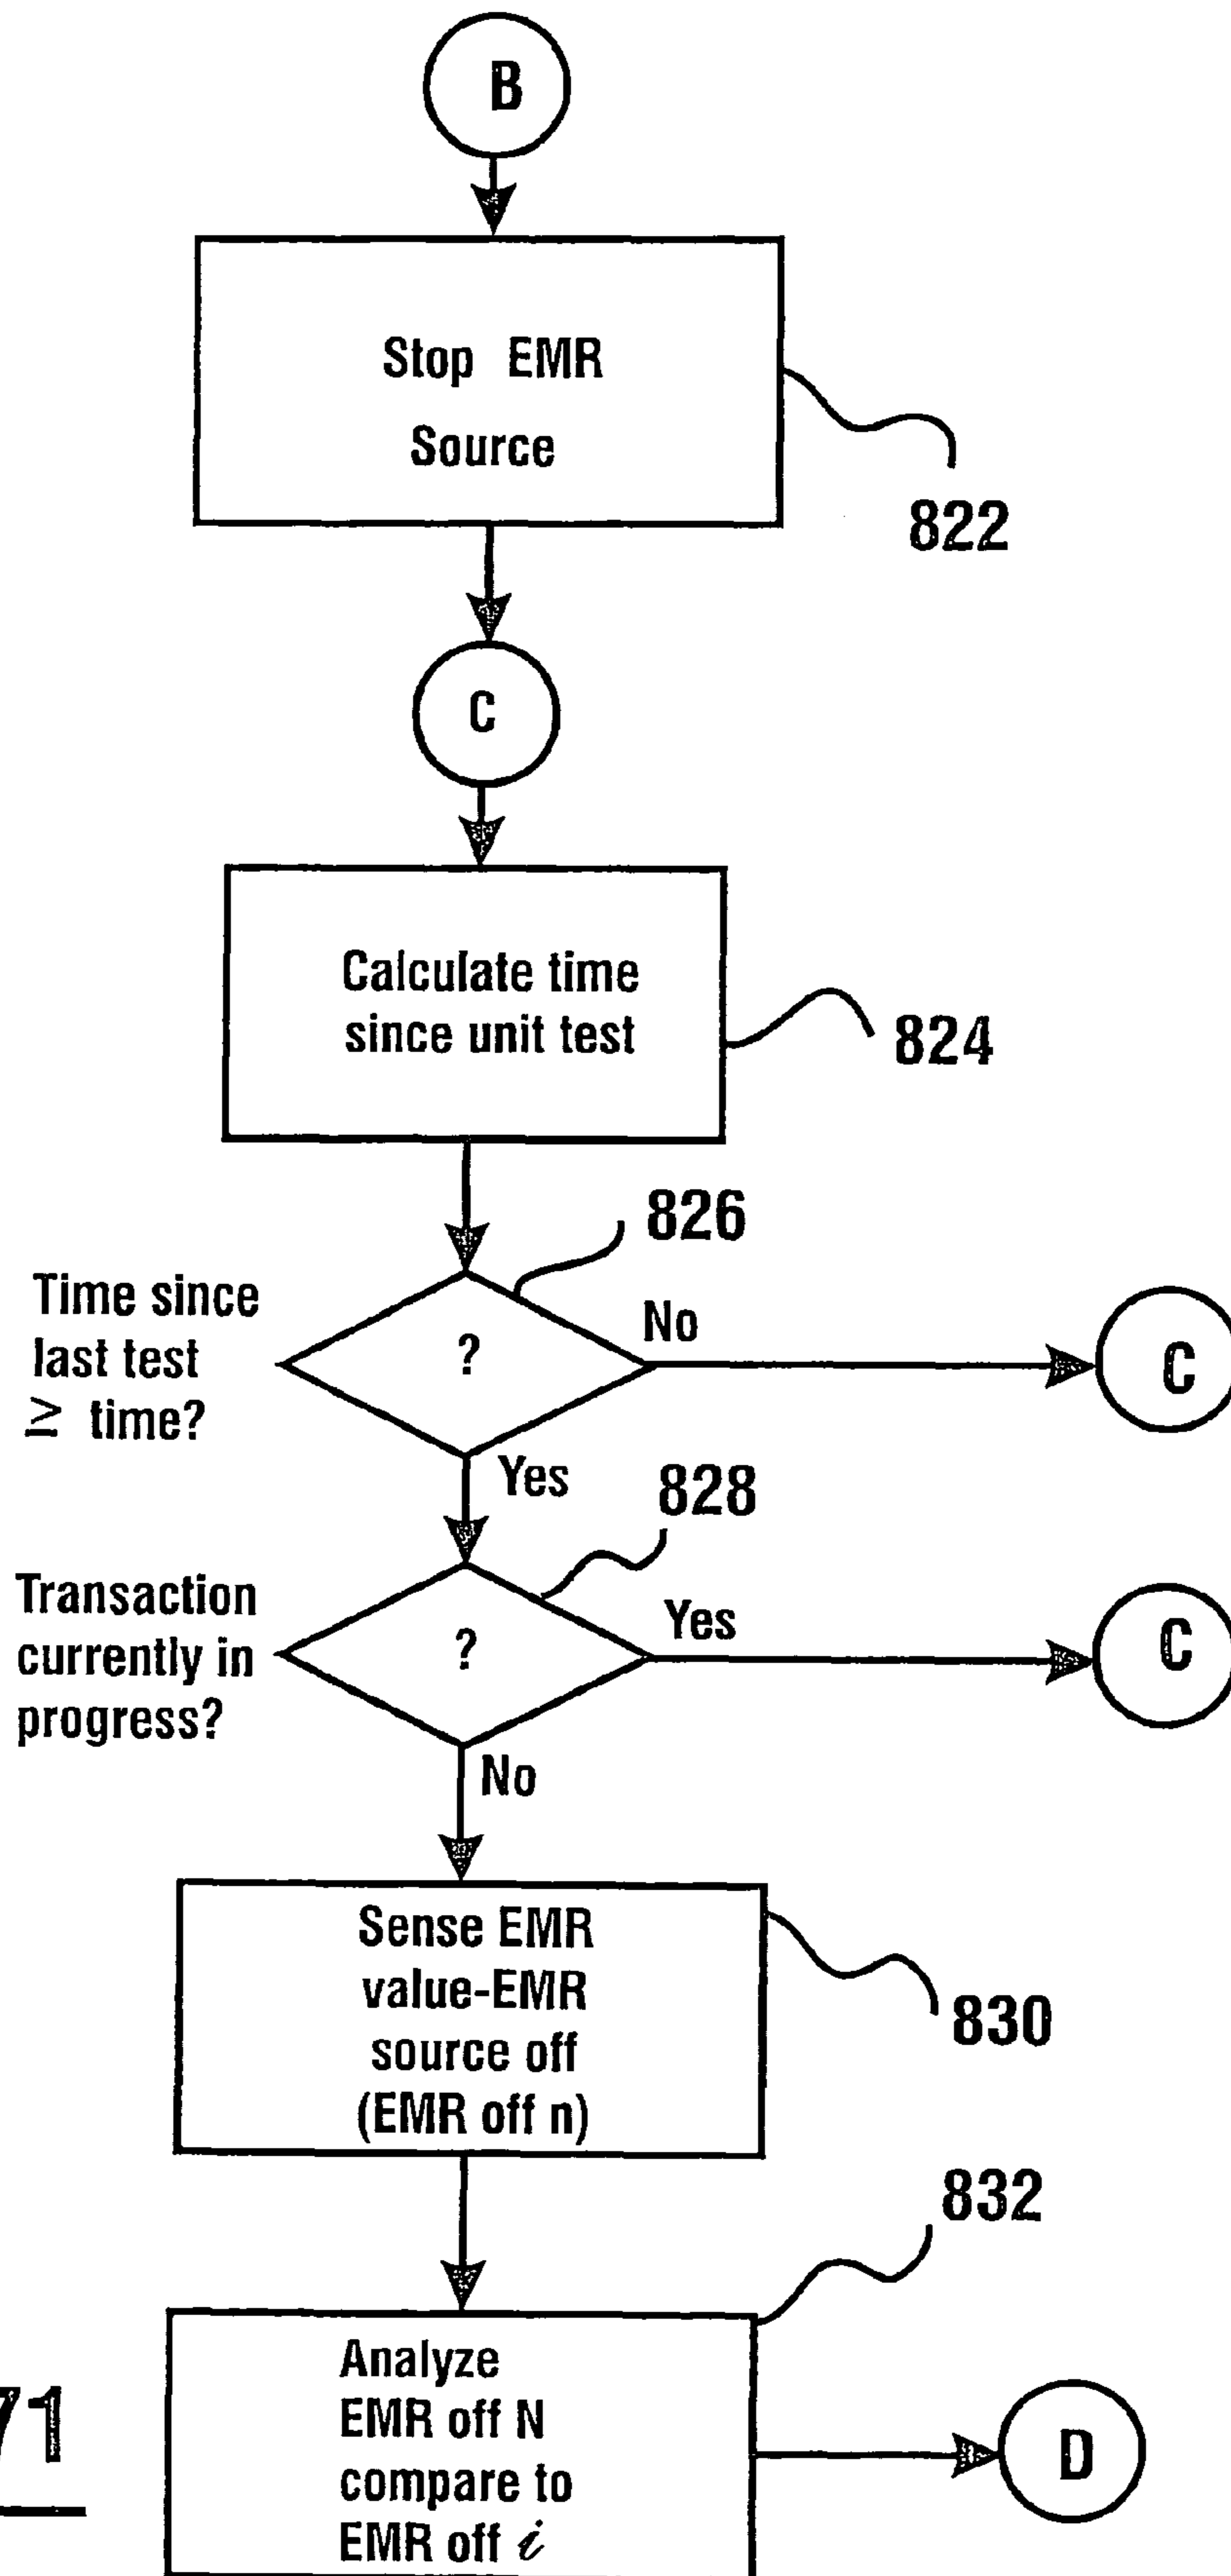 B
Stop EMR
Source
822
C
Calculate time
since unit test
824
826
Time since
last test
≥ time?
?
No
C
Yes
828
Transaction
currently in
progress?
?
Yes
C
No
Sense EMR
value-EMR
source off
(EMR off n)
830
832
Analyze
EMR off N
compare to
EMR off i
D
71